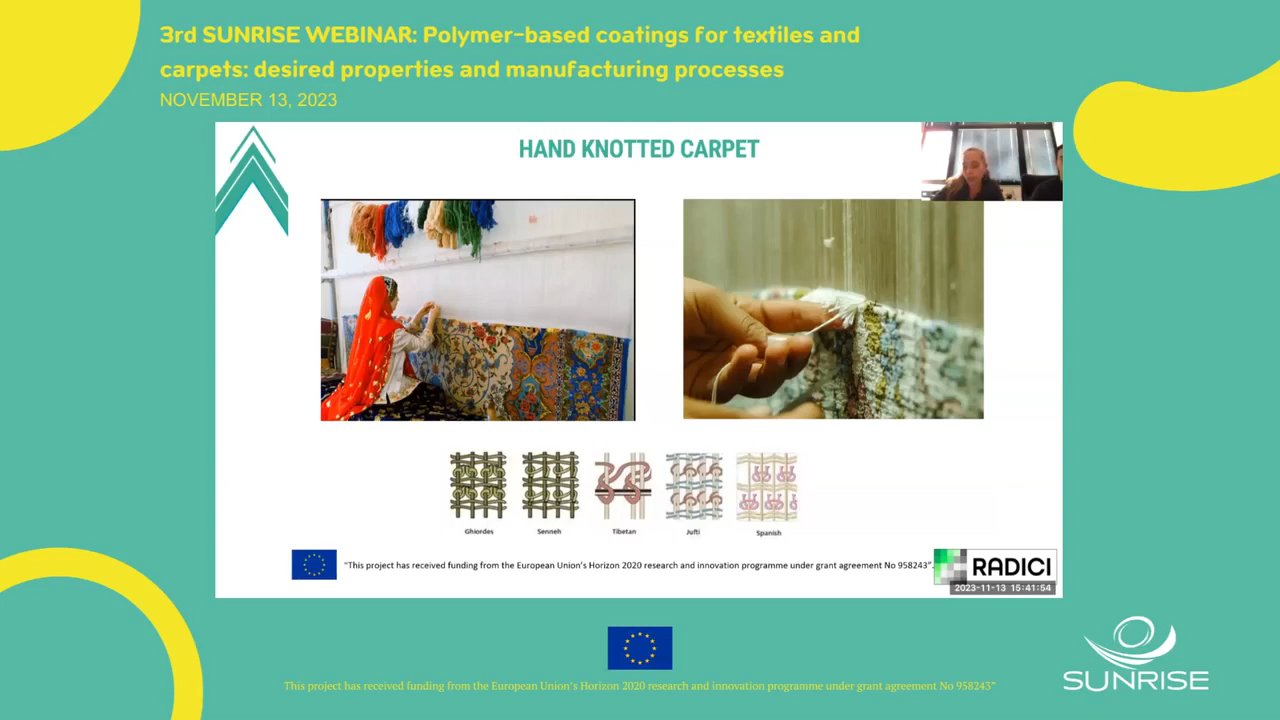 3rd SUNRISE WEBINAR: Polymer-based coatings for textiles and
carpets: desired properties and manufacturing processes
NOVEMBER 13, 2023
HAND KNOTTED CARPET
Ghiordes Senneh Tibetan Jufti Spanish
"This project has received funding from the European Union's Horizon 2020 research and innovation programme under grant agreement No 958243".
RADICI
2023-11-13 15:41:54
SUNRISE
This project has received funding from the European Union's Horizon 2020 research and innovation programme under grant agreement No 958243"